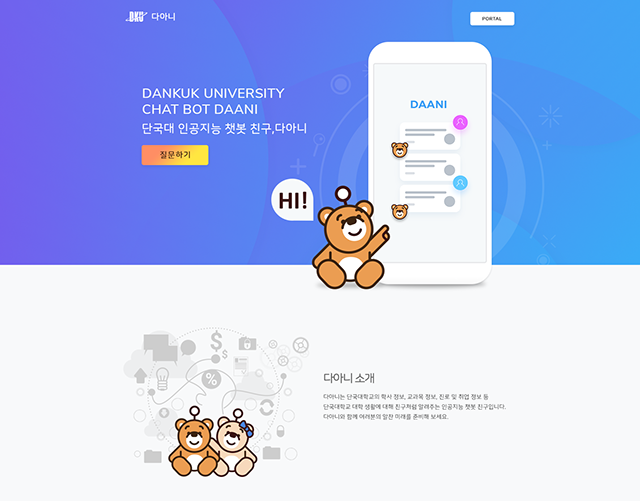 DKU 다아니
PORTAL
DANKUK UNIVERSITY
CHAT BOT DAANI
단국대 인공지능 챗봇 친구,다아니
질문하기
DAANI
HI!
다아니 소개
다아니는 단국대학교의 학사 정보, 교과목 정보, 진로 및 취업 정보 등
단국대학교 대학 생활에 대해 친구처럼 알려주는 인공지능 챗봇 친구입니다.
다아니와 함께 여러분의 알찬 미래를 준비해 보세요.